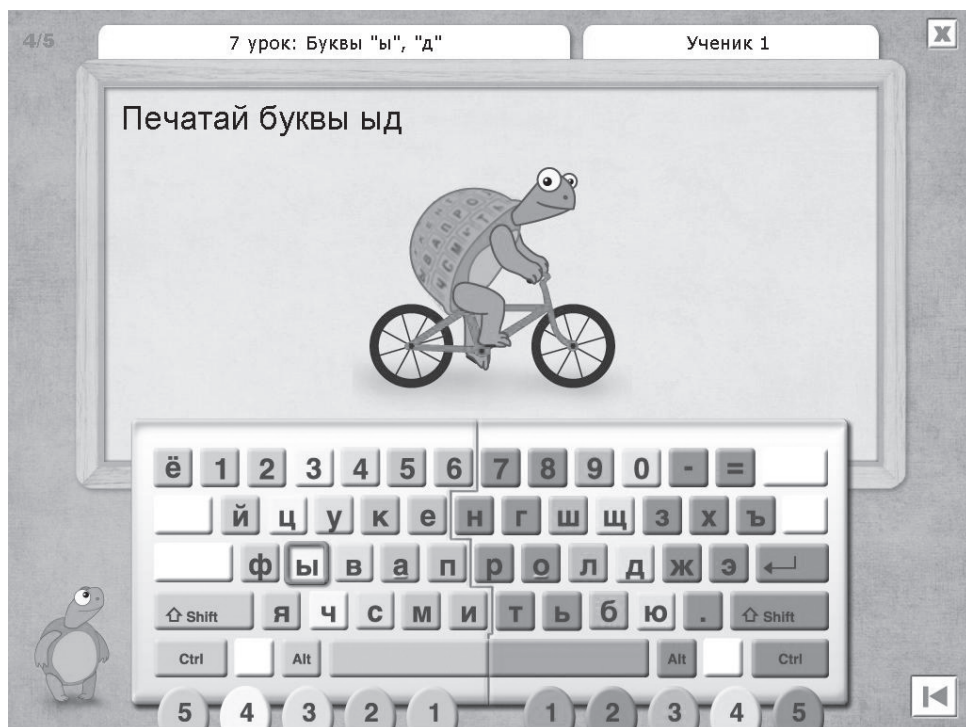 4/5
7 урок: Буквы "ы", "д"
Ученик 1
X
Печатай буквы ыд
ё 1 2 3 4 5 6 7 8 9 0 - =
й ц у к е н г ш щ з х ъ
ф ы в а п р о л д ж э
Shift я ч с м и т ь б ю . Shift
Ctrl Alt Alt Ctrl
5 4 3 2 1 1 2 3 4 5